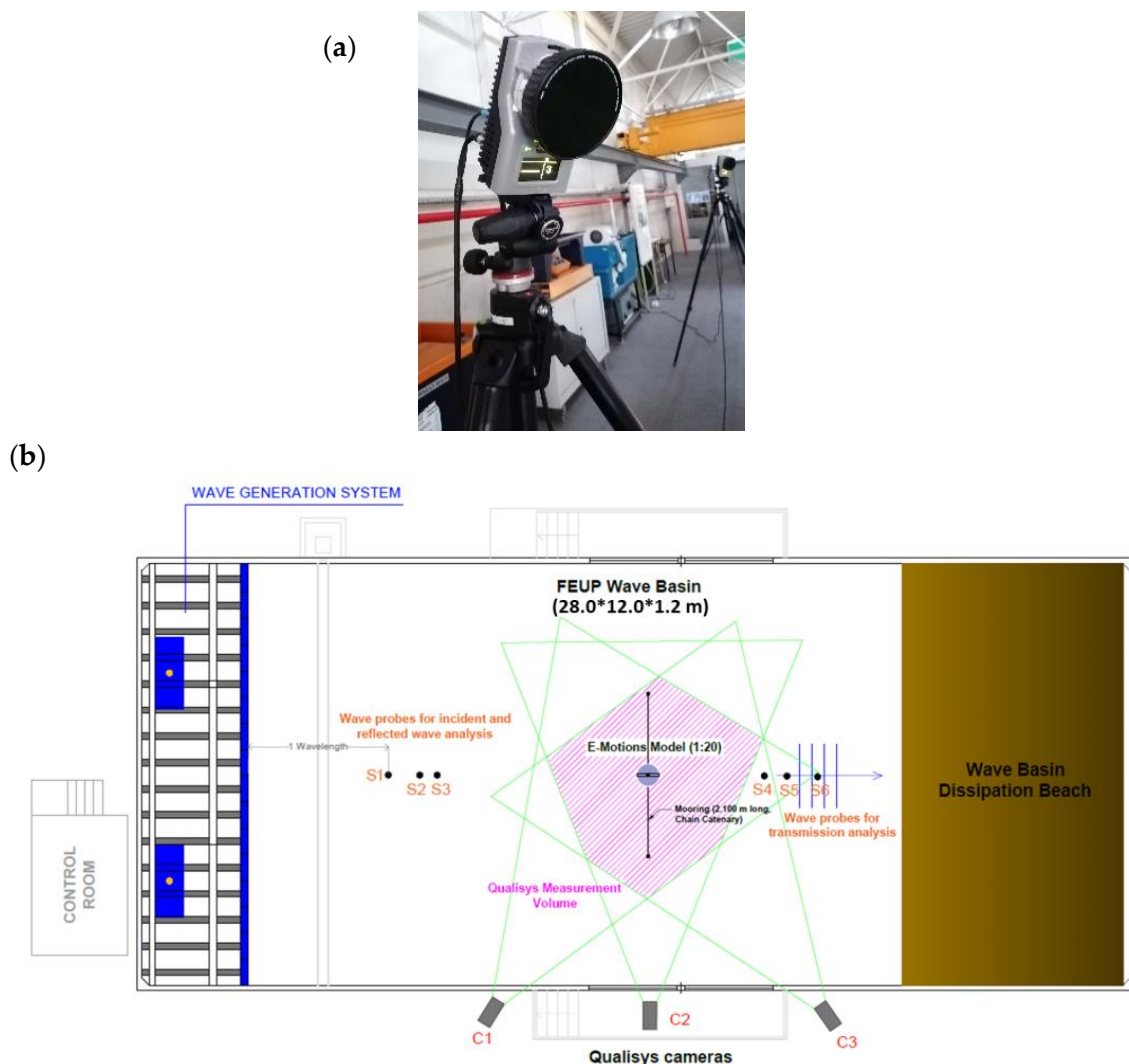 (a)
3
(b)
WAVE GENERATION SYSTEM
FEUP Wave Basin
(28.0*12.0*1.2 m)
Wave probes for incident and
reflected wave analysis
1 Wavelength
E-Motions Model (1:20)
S1
S2
S3
S4
S5
S6
Mooring (2,100 m long,
Chain Catenary)
Wave probes for
transmission analysis
Wave Basin
Dissipation Beach
CONTROL
ROOM
Qualisys Measurement
Volume
C1
C2
C3
Qualisys cameras